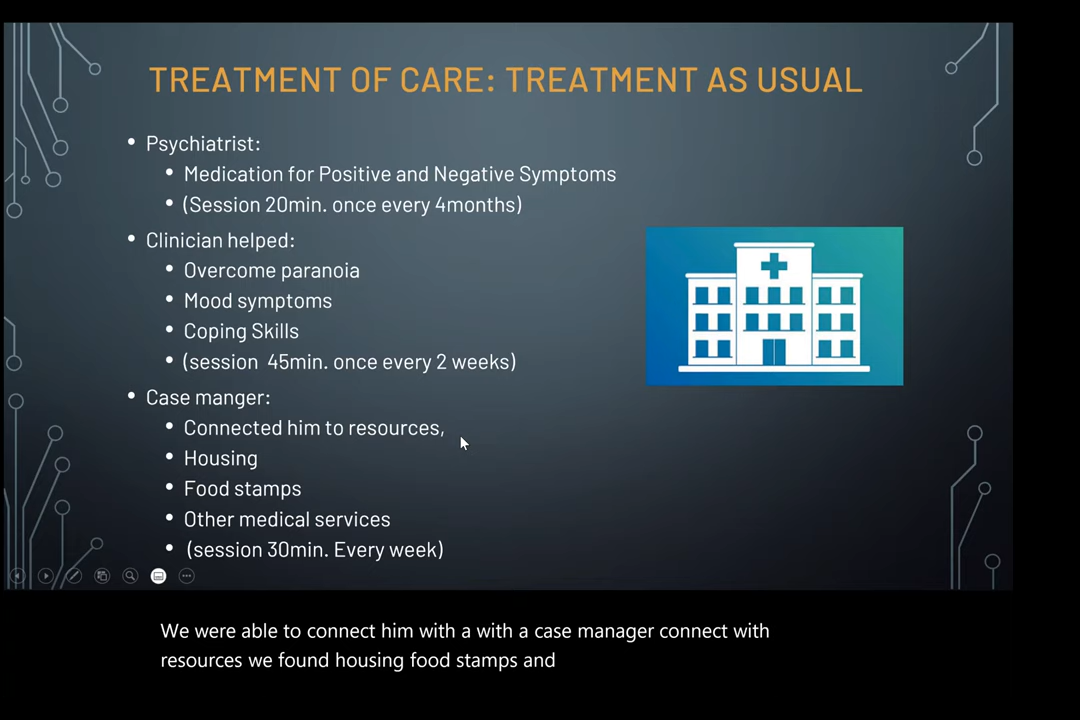 TREATMENT OF CARE: TREATMENT AS USUAL
• Psychiatrist:
• Medication for Positive and Negative Symptoms
• (Session 20min. once every 4months)
• Clinician helped:
• Overcome paranoia
• Mood symptoms
• Coping Skills
• (session 45min. once every 2 weeks)
• Case manger:
• Connected him to resources,
• Housing
• Food stamps
• Other medical services
• (session 30min. Every week)
We were able to connect him with a with a case manager connect with
resources we found housing food stamps and